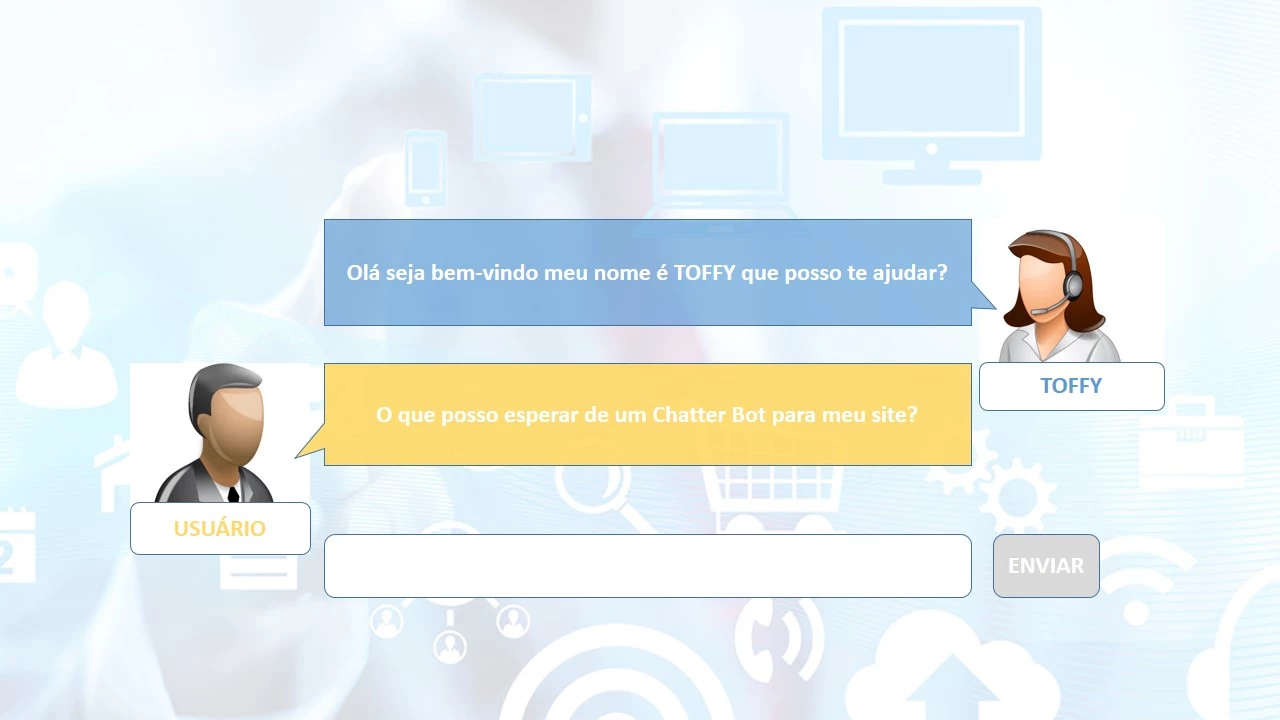 Olá seja bem-vindo meu nome é TOFFY que posso te ajudar?
TOFFY
O que posso esperar de um Chatter Bot para meu site?
USUÁRIO
ENVIAR
2